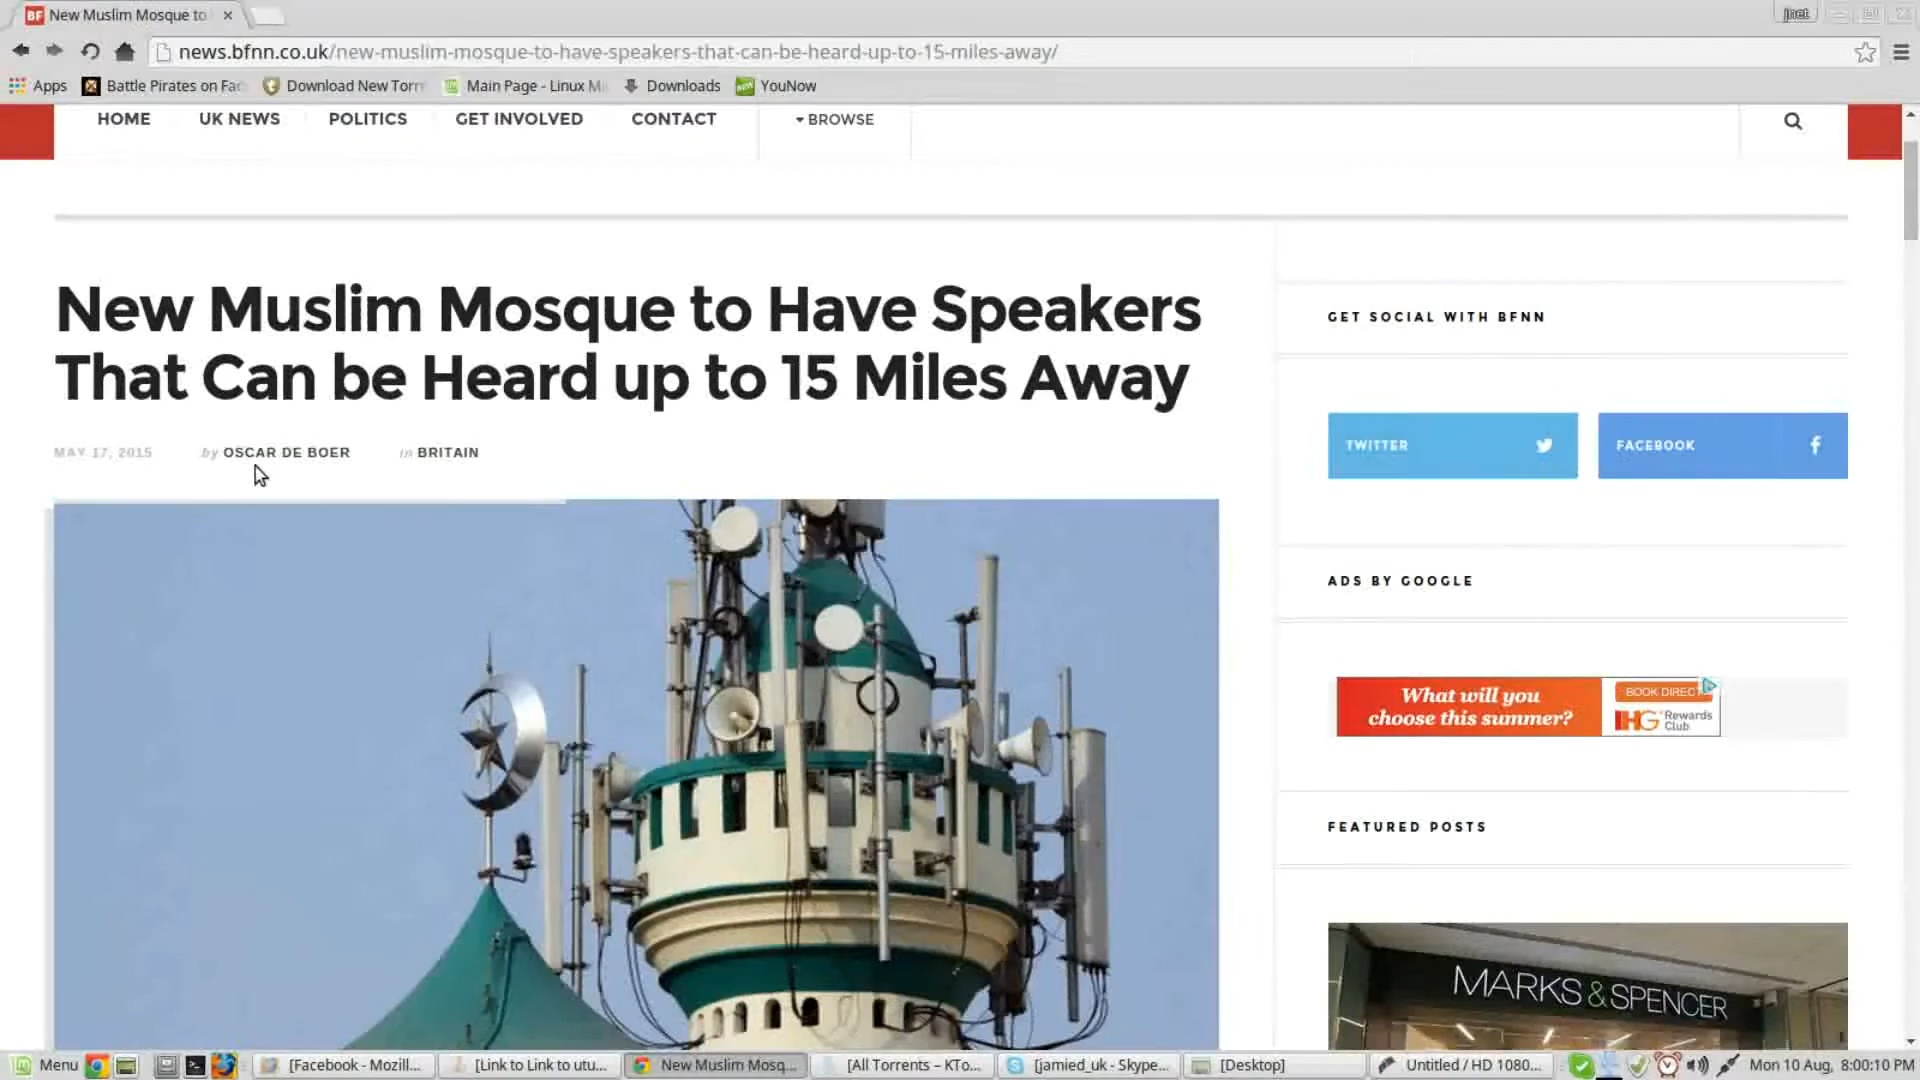 New Muslim Mosque to
jnet
news.bfnn.co.uk/new-muslim-mosque-to-have-speakers-that-can-be-heard-up-to-15-miles-away/
Apps Battle Pirates on Fac Download New Torr Main Page - Linux Mi Downloads YouNow
HOME UK NEWS POLITICS GET INVOLVED CONTACT BROWSE
New Muslim Mosque to Have Speakers
That Can be Heard up to 15 Miles Away
MAY 17, 2015 by OSCAR DE BOER in BRITAIN
GET SOCIAL WITH BFNN
TWITTER FACEBOOK
ADS BY GOOGLE
What will you
choose this summer?
BOOK DIRECT
IHG Rewards
Club
FEATURED POSTS
MARKS & SPENCER
Menu [Facebook - Mozill... [Link to Link to utu... New Muslim Mosq... [All Torrents – KTo... [jamied_uk - Skype... [Desktop] Untitled / HD 1080... Mon 10 Aug, 8:00:10 PM